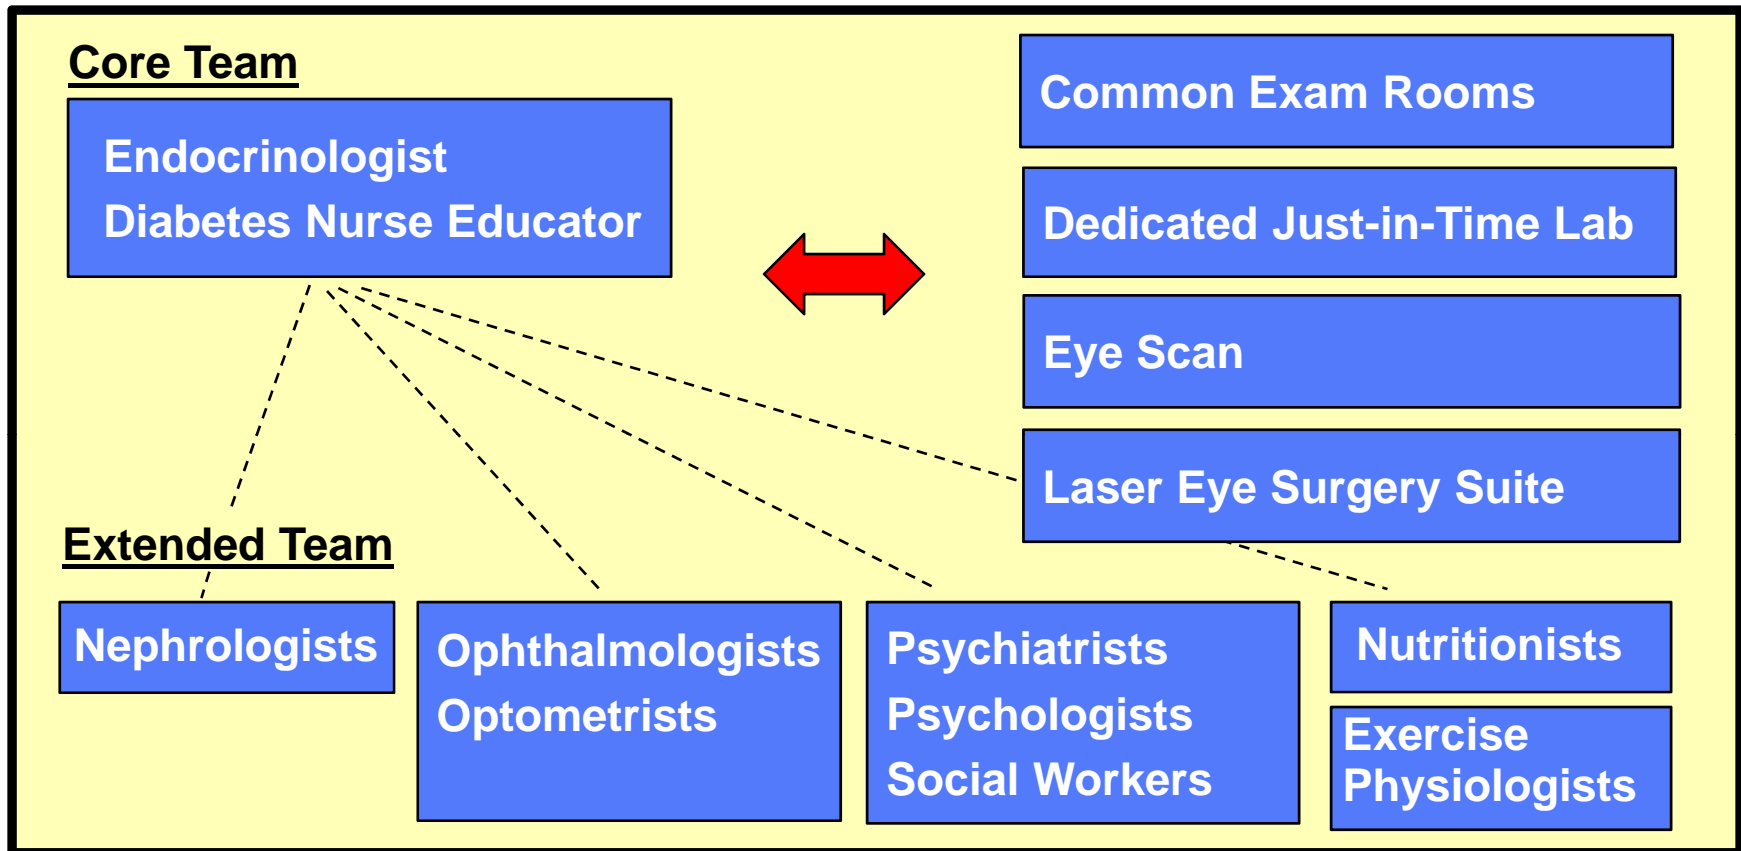 Core Team
Endocrinologist
Diabetes Nurse Educator
Common Exam Rooms
Dedicated Just-in-Time Lab
Eye Scan
Laser Eye Surgery Suite
Extended Team
Nephrologists
Ophthalmologists
Optometrists
Psychiatrists
Psychologists
Social Workers
Nutritionists
Exercise
Physiologists